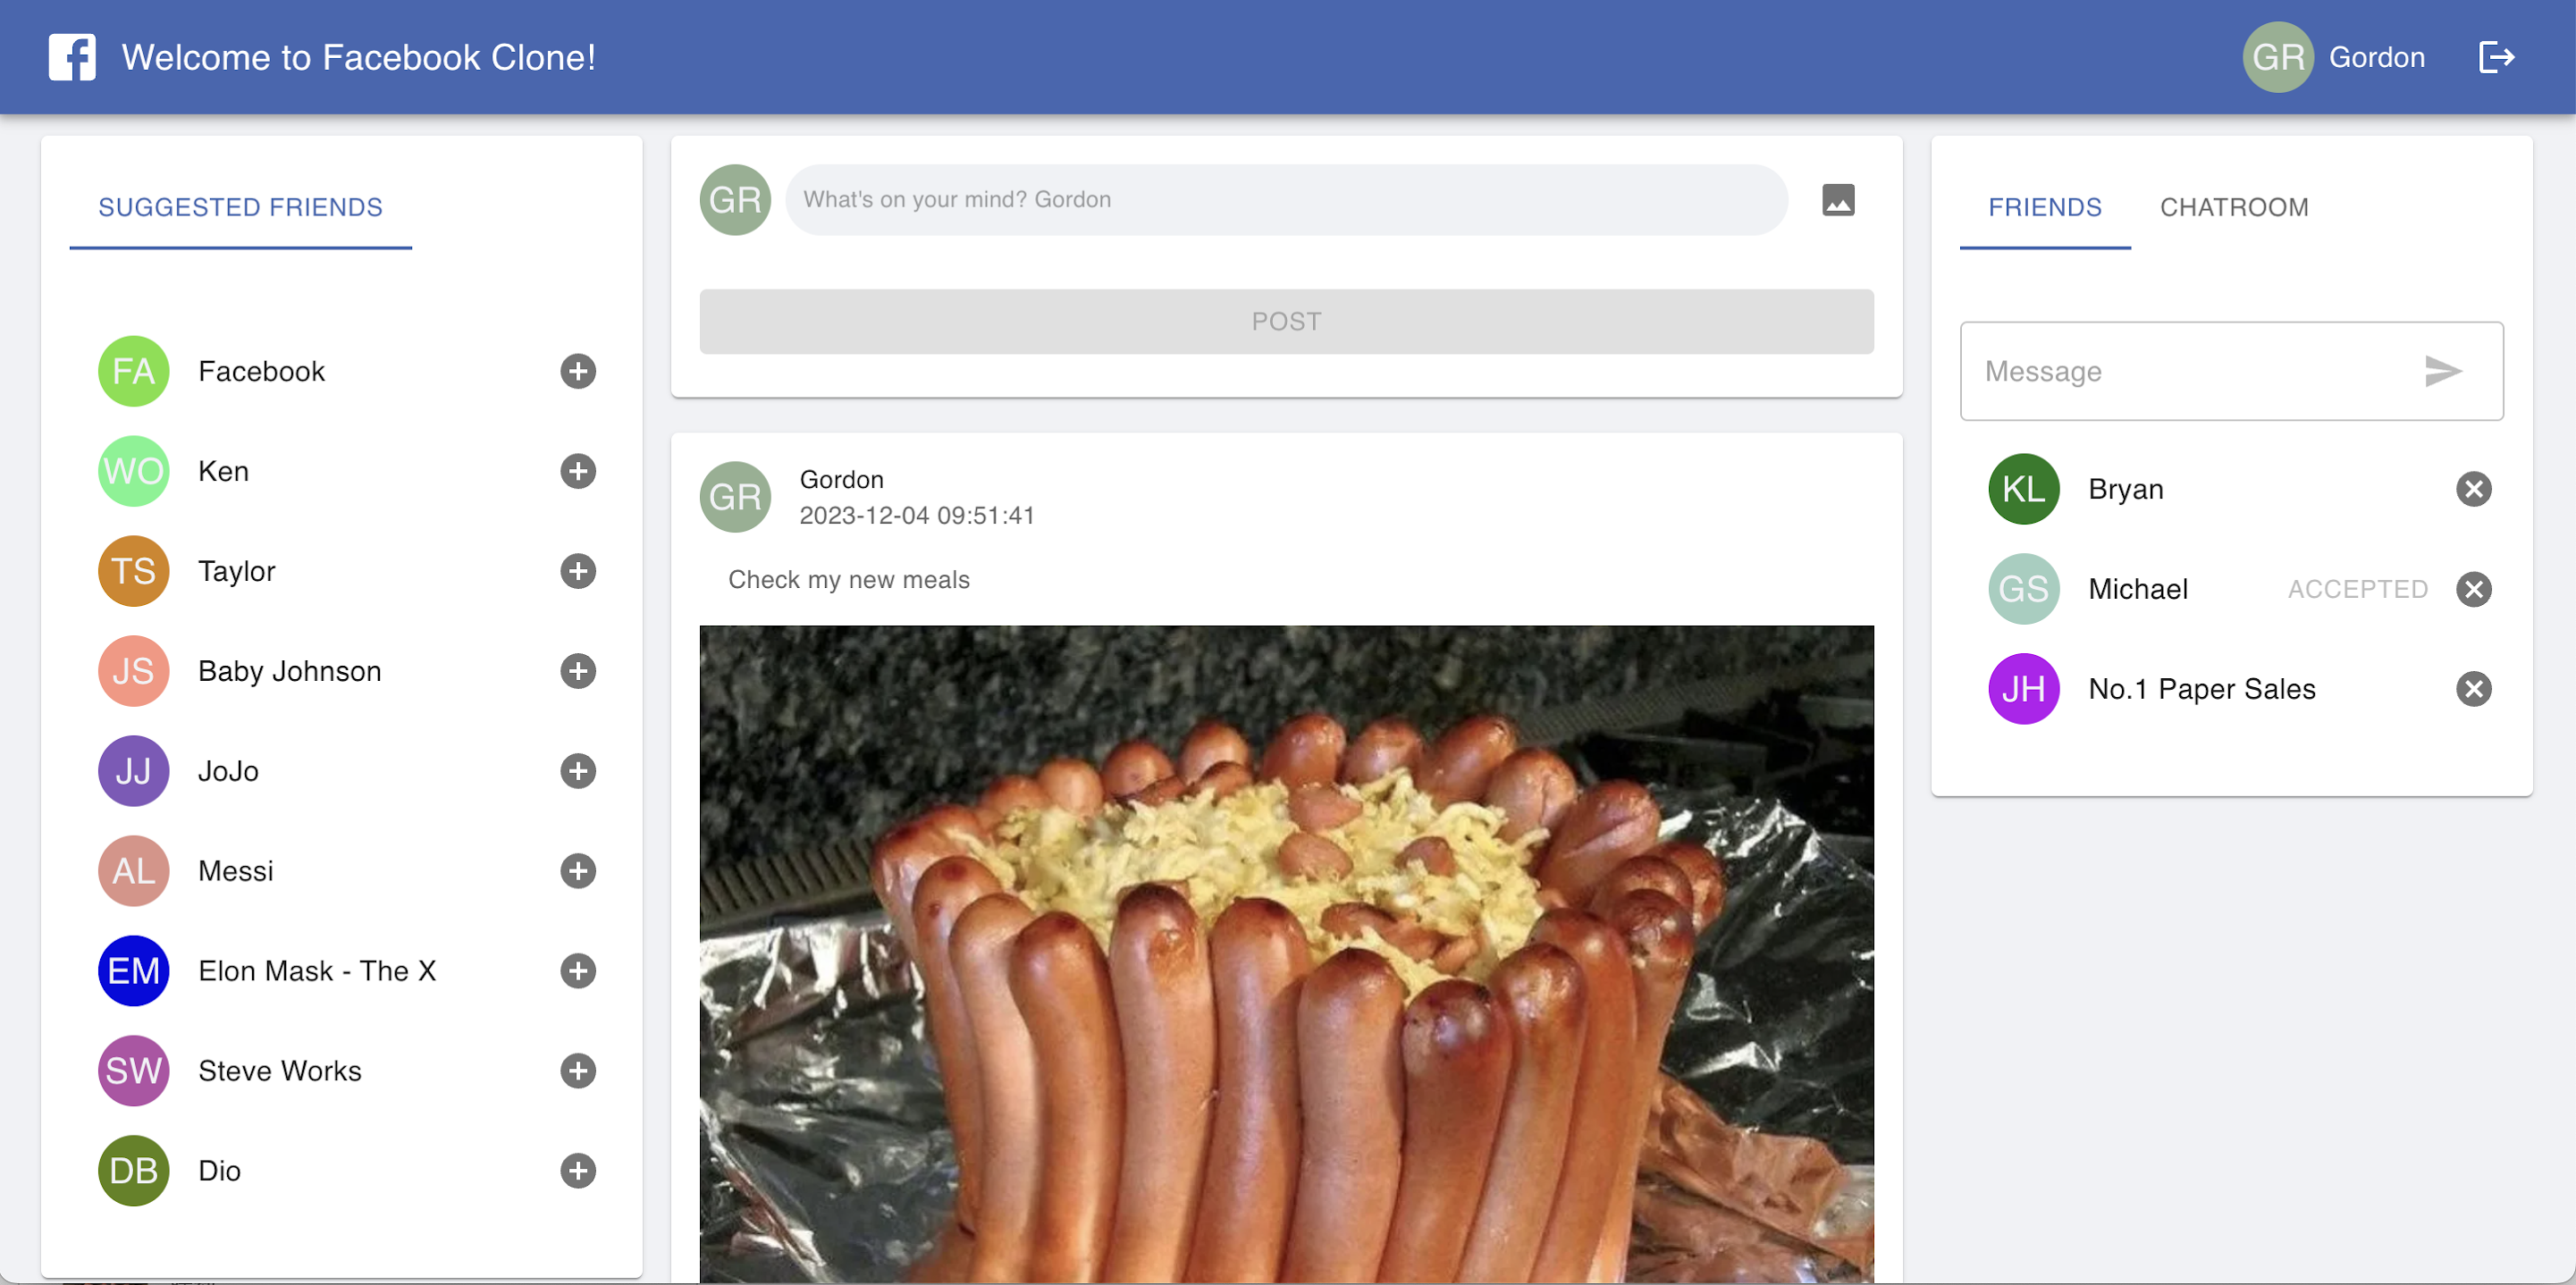 Welcome to Facebook Clone!
GR Gordon
SUGGESTED FRIENDS
FA Facebook
WO Ken
TS Taylor
JS Baby Johnson
JJ JoJo
AL Messi
EM Elon Mask - The X
SW Steve Works
DB Dio
GR What's on your mind? Gordon
POST
GR Gordon
2023-12-04 09:51:41
Check my new meals
FRIENDS CHATROOM
Message
KL Bryan
GS Michael ACCEPTED
JH No.1 Paper Sales